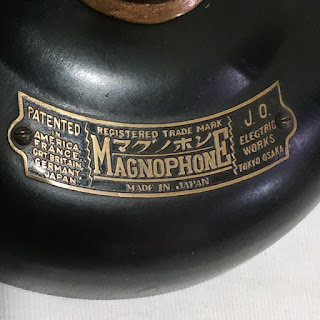 PATENTED
IN
AMERICA
FRANCE
GRT. BRITAIN
GERMANY
JAPAN
REGISTERED TRADE MARK
マグノホン
MAGNOPHONE
MADE IN JAPAN
J. O.
ELECTRIC
WORKS
TOKYO OSAKA